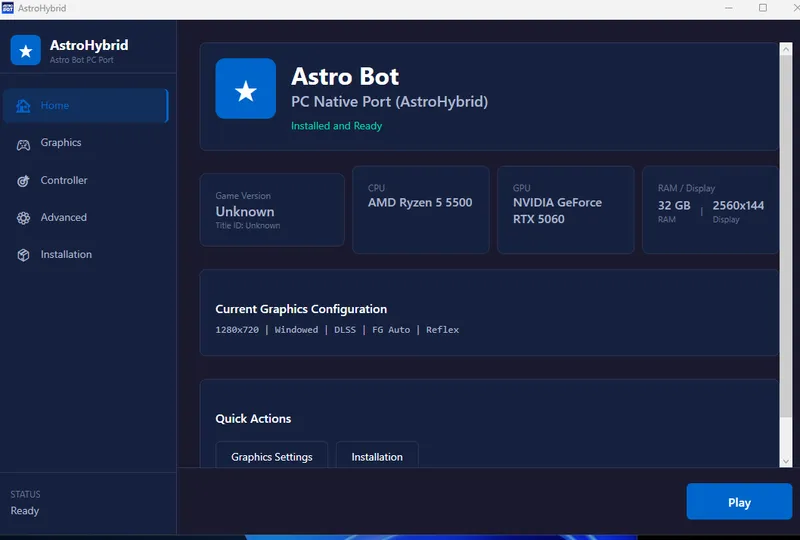 AstroHybrid
AstroHybrid
Astro Bot PC Port
Home
Graphics
Controller
Advanced
Installation
STATUS
Ready
Astro Bot
PC Native Port (AstroHybrid)
Installed and Ready
Game Version
Unknown
Title ID: Unknown
CPU
AMD Ryzen 5 5500
GPU
NVIDIA GeForce
RTX 5060
RAM / Display
32 GB | 2560x144
RAM Display
Current Graphics Configuration
1280x720 | Windowed | DLSS | FG Auto | Reflex
Quick Actions
Graphics Settings
Installation
Play